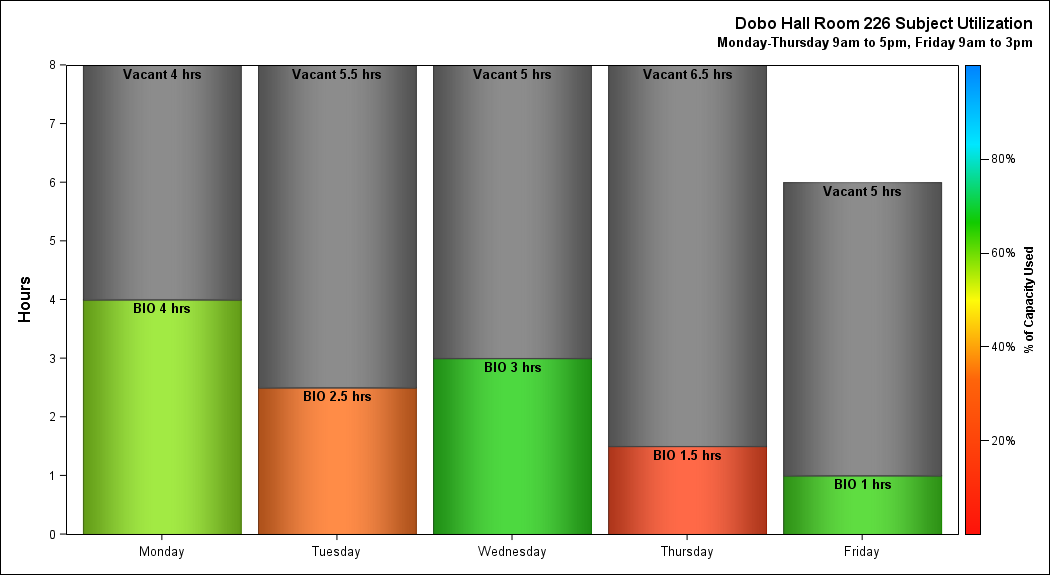 Dobo Hall Room 226 Subject Utilization
Monday-Thursday 9am to 5pm, Friday 9am to 3pm
Hours
8
7
6
5
4
3
2
1
0
Vacant 4 hrs
Vacant 5.5 hrs
Vacant 5 hrs
Vacant 6.5 hrs
Vacant 5 hrs
BIO 4 hrs
BIO 2.5 hrs
BIO 3 hrs
BIO 1.5 hrs
BIO 1 hrs
Monday
Tuesday
Wednesday
Thursday
Friday
80%
60%
40%
20%
% of Capacity Used